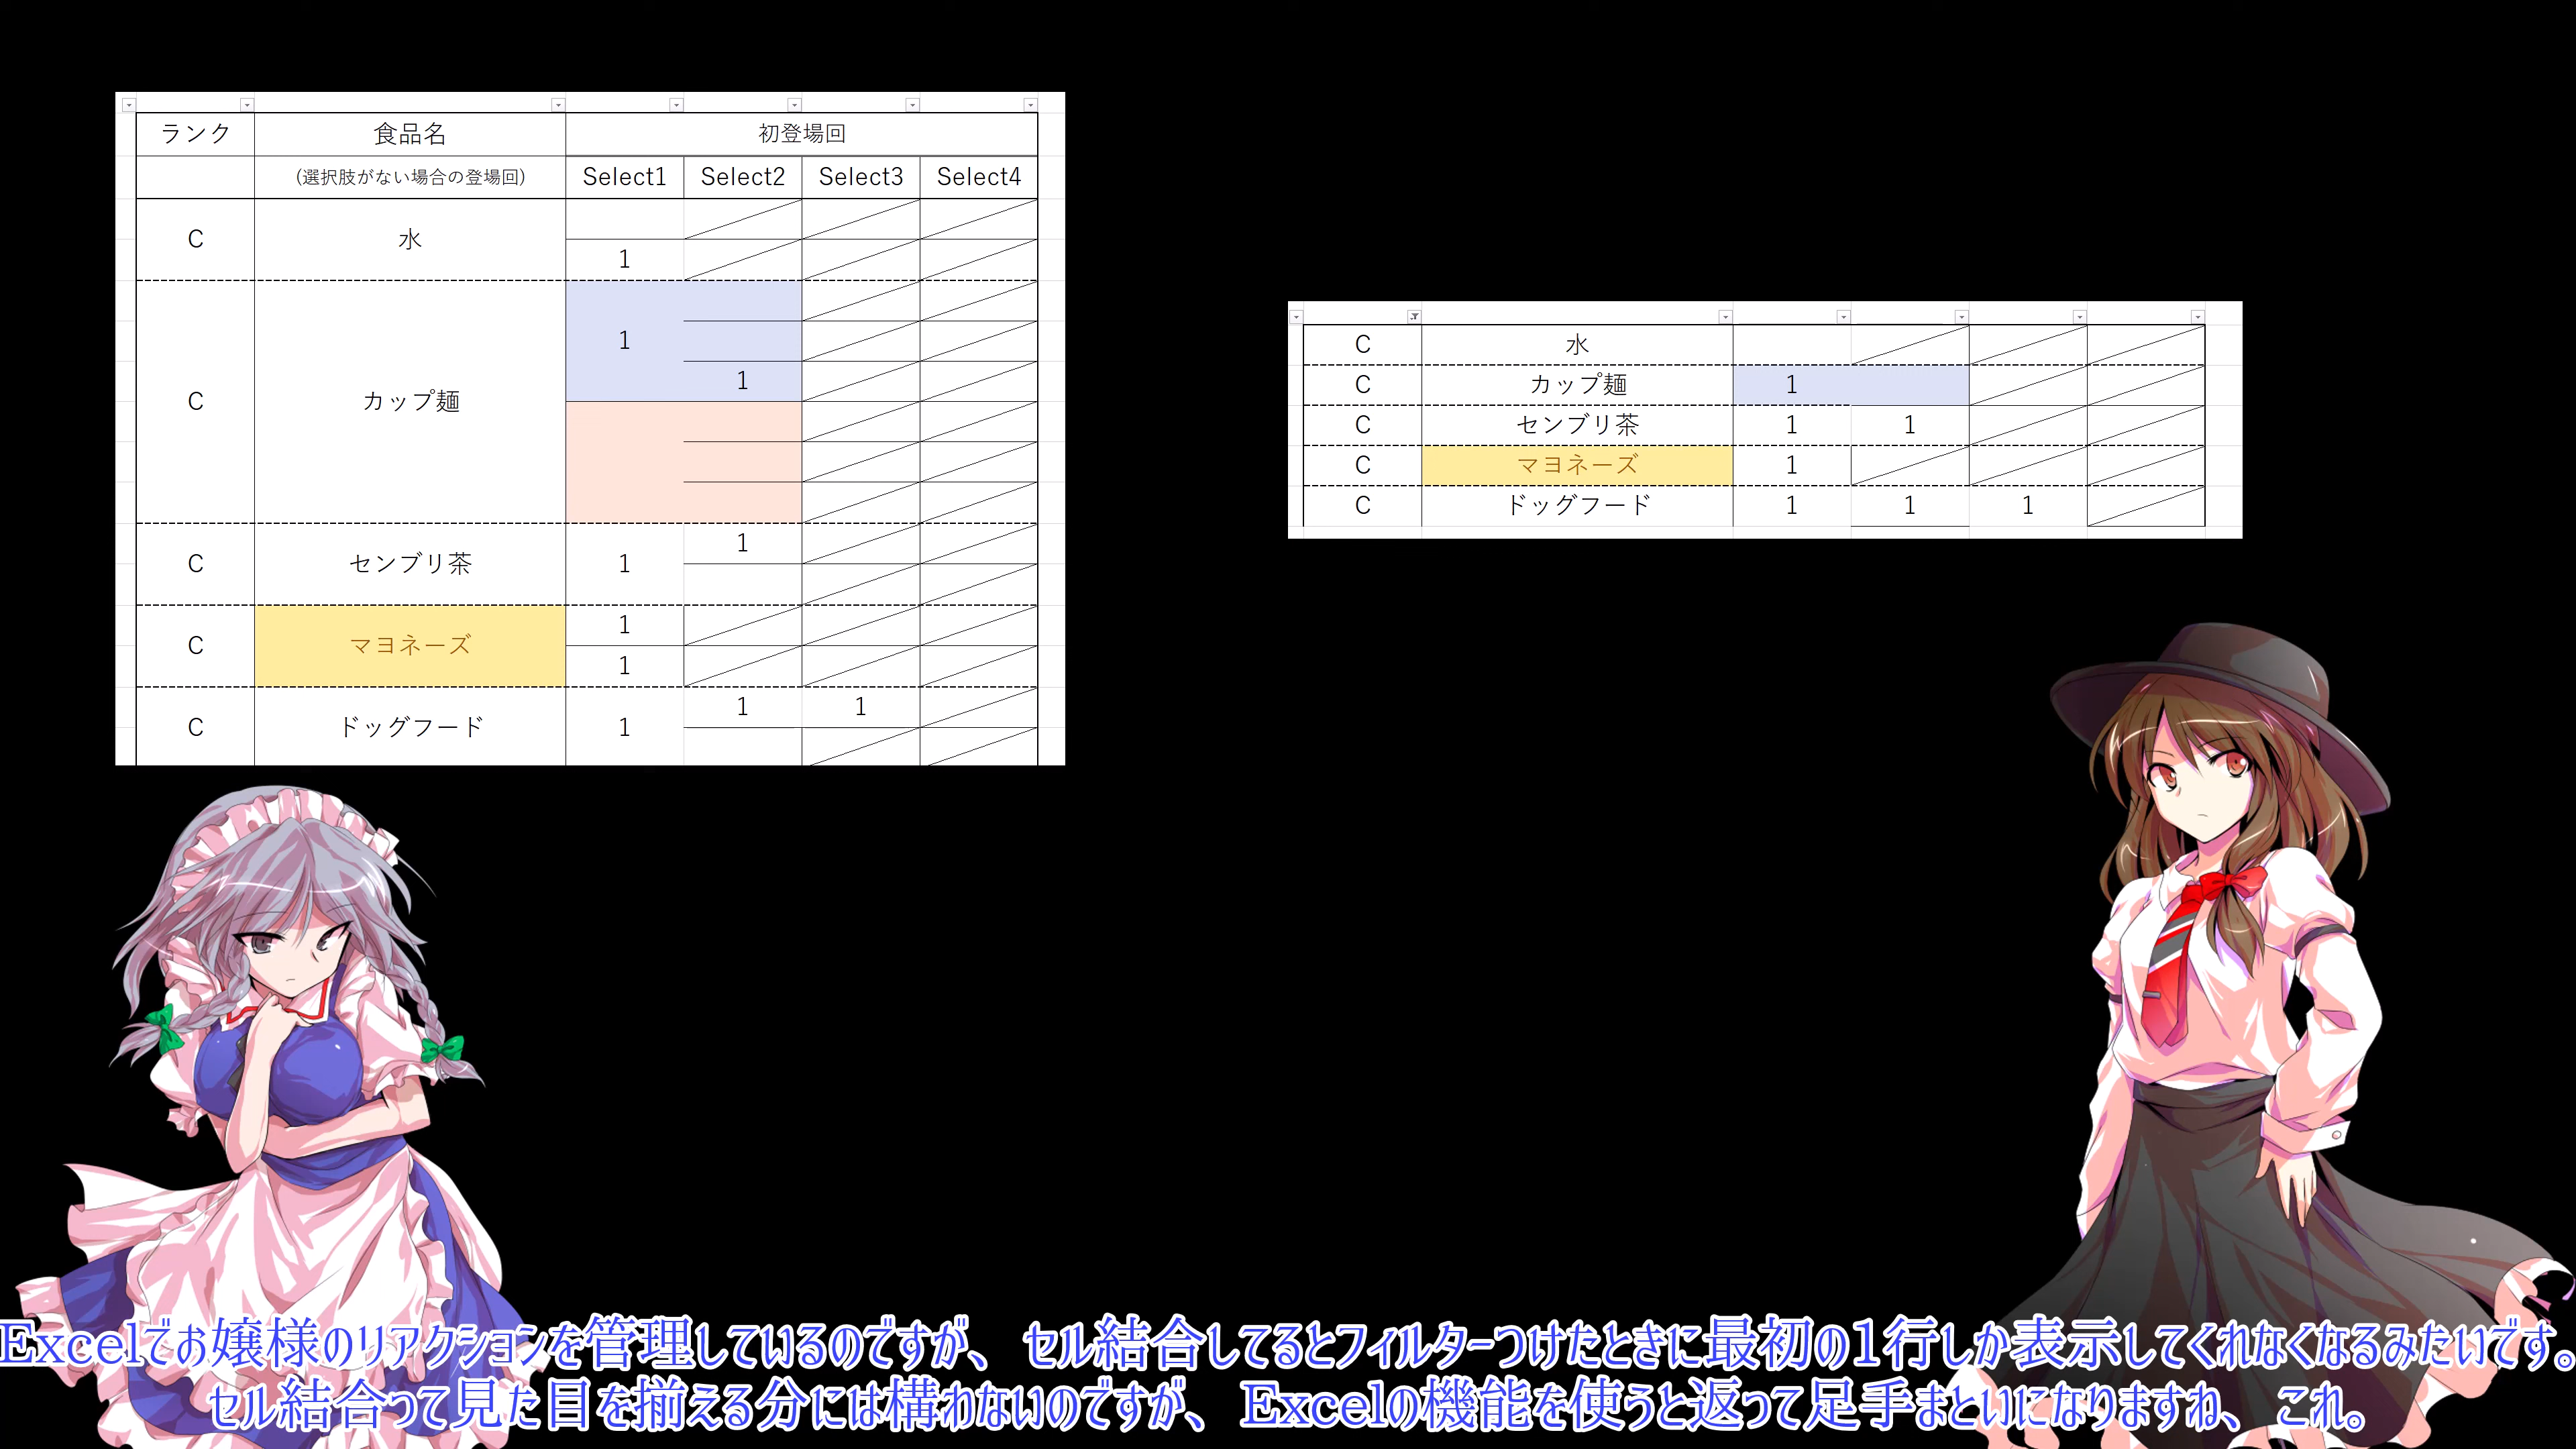 ランク 食品名 初登場回
(選択肢がない場合の登場回) Select1 Select2 Select3 Select4
C 水
1
C カップ麺 1
1
C センブリ茶 1 1
C マヨネーズ 1
1
C ドッグフード 1 1 1
C 水
C カップ麺 1
C センブリ茶 1 1
C マヨネーズ 1
C ドッグフード 1 1 1
Excelでお嬢様のリアクションを管理しているのですが、 セル結合してるとフィルターつけたときに最初の1行しか表示してくれなくなるみたいです。
セル結合って見た目を揃える分には構わないのですが、 Excelの機能を使うと返って足手まといになりますね、 これ。